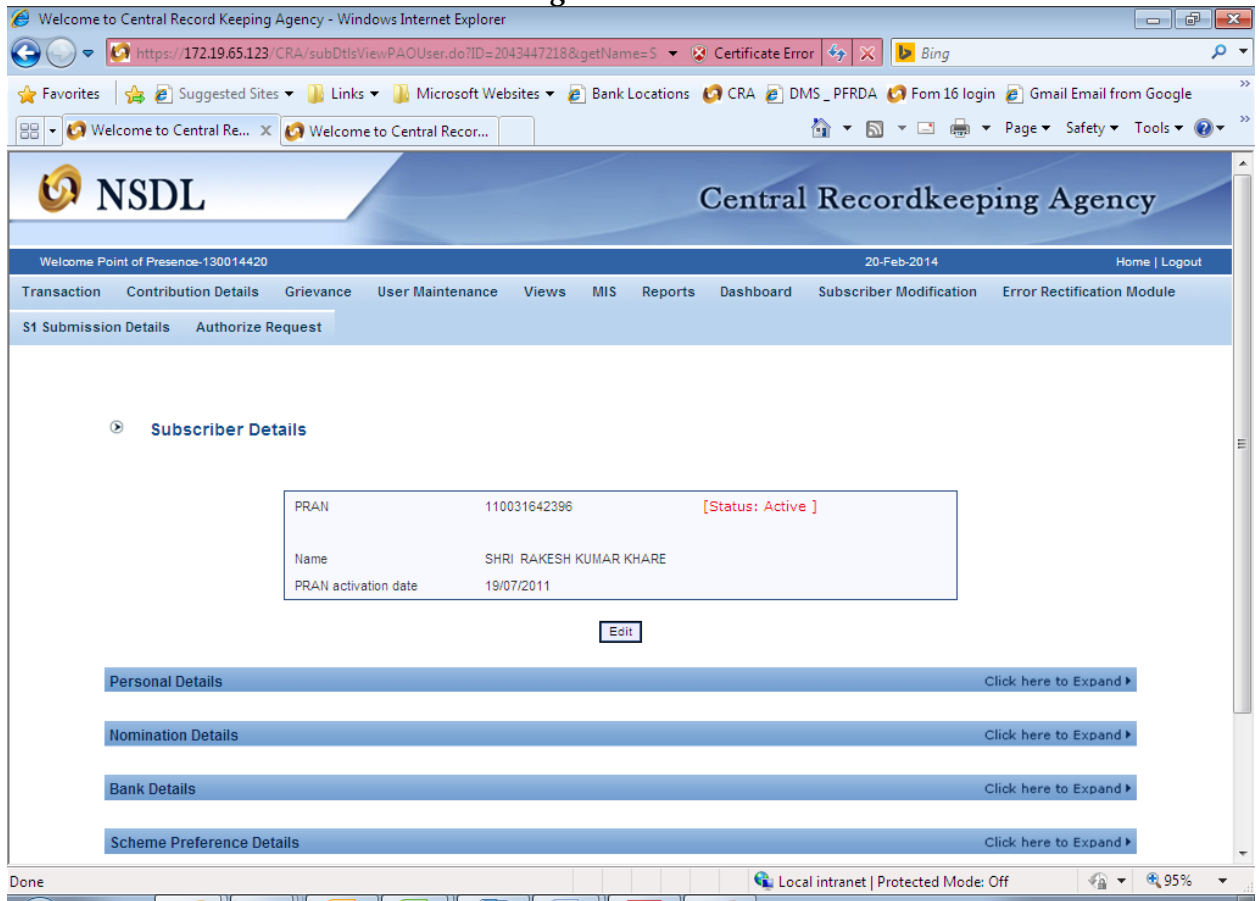 Welcome to Central Record Keeping Agency - Windows Internet Explorer
https://172.19.65.123/CRA/subDtlsViewPAOUser.do?ID=2043447218&getName=S Certificate Error Bing
Favorites Suggested Sites Links Microsoft Websites Bank Locations CRA DMS_PFRDA Fom 16 login Gmail Email from Google
Welcome to Central Re... Welcome to Central Recor... Page Safety Tools
NSDL Central Recordkeeping Agency
Welcome Point of Presence-130014420 20-Feb-2014 Home | Logout
Transaction Contribution Details Grievance User Maintenance Views MIS Reports Dashboard Subscriber Modification Error Rectification Module
S1 Submission Details Authorize Request
Subscriber Details
PRAN 110031642396 [Status: Active ]
Name SHRI RAKESH KUMAR KHARE
PRAN activation date 19/07/2011
Edit
Personal Details Click here to Expand
Nomination Details Click here to Expand
Bank Details Click here to Expand
Scheme Preference Details Click here to Expand
Done Local intranet | Protected Mode: Off 95%